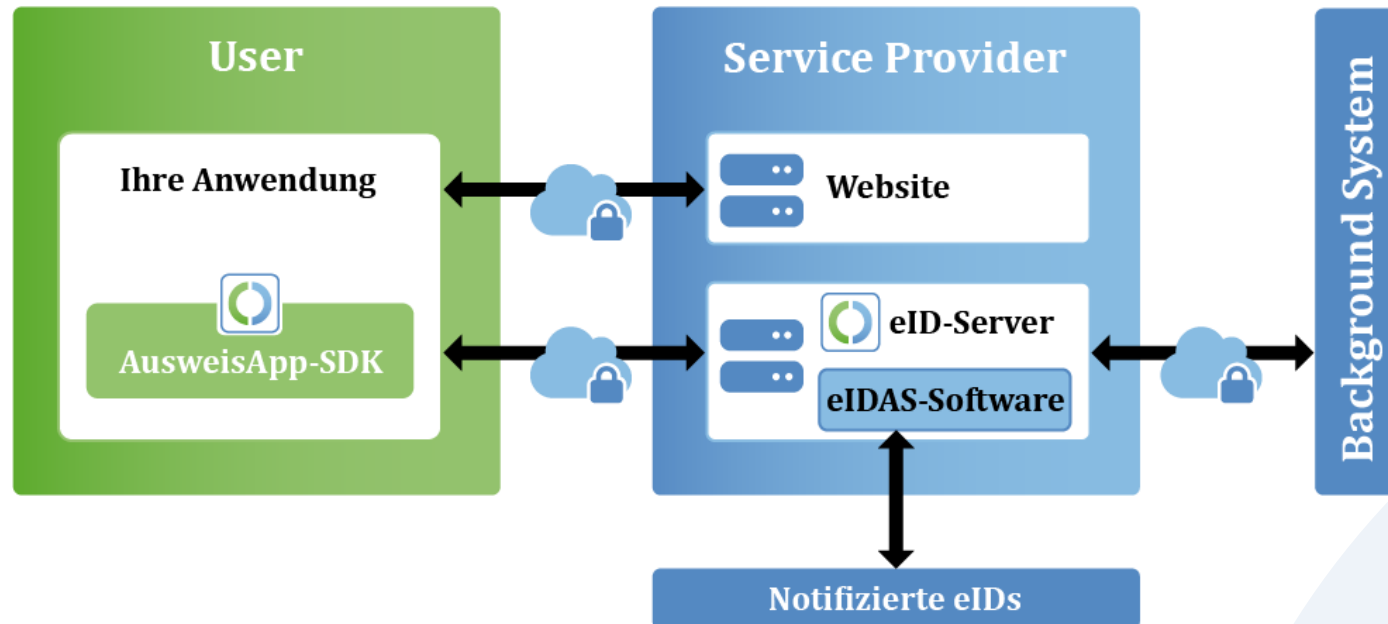 User
Ihre Anwendung
AusweisApp-SDK
Service Provider
Website
eID-Server
eIDAS-Software
Background System
Notifizierte eIDs